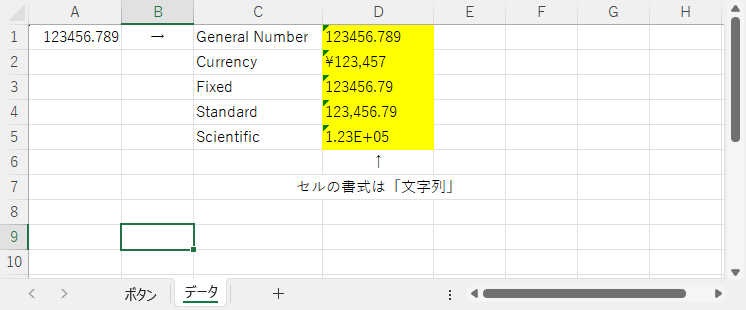 A B C D E F G H
1 123456.789 → General Number 123456.789
2 Currency ¥123,457
3 Fixed 123456.79
4 Standard 123,456.79
5 Scientific 1.23E+05
6 ↑
7 セルの書式は「文字列」
8
9
10
ボタン データ